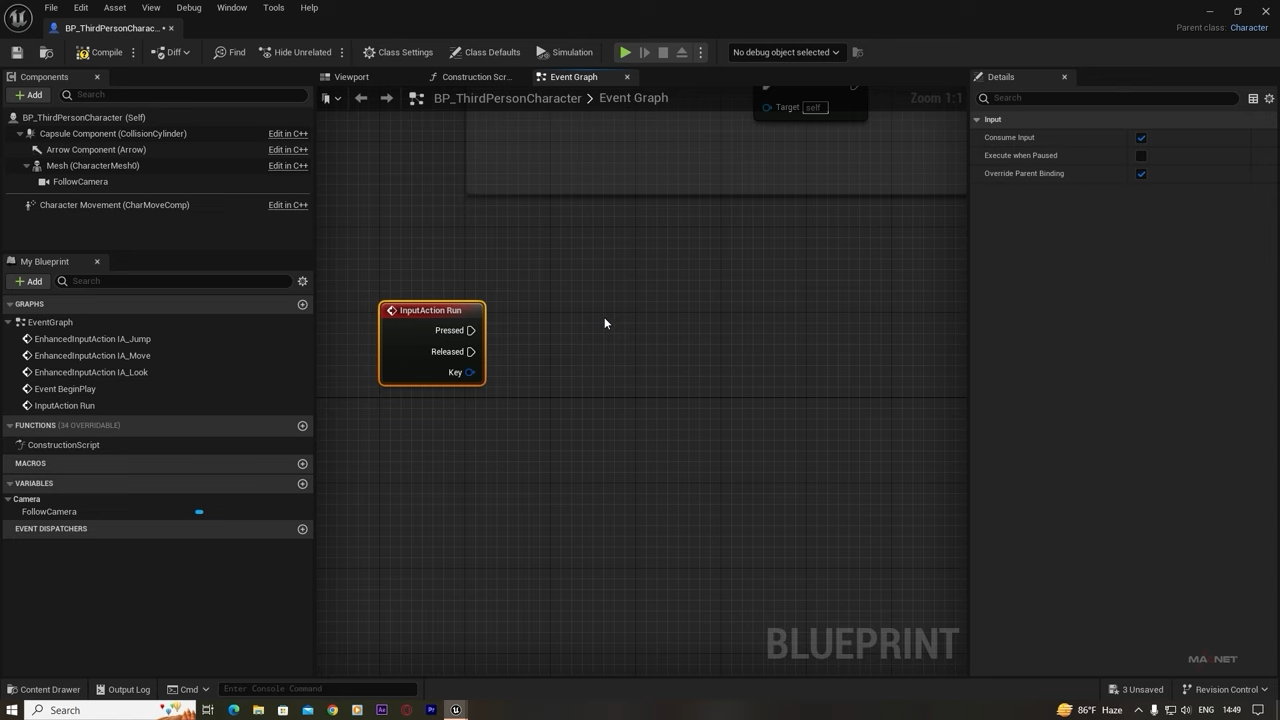 File Edit Asset View Debug Window Tools Help
BP_ThirdPersonCharac...
Parent class: Character
Compile Diff Find Hide Unrelated Class Settings Class Defaults Simulation No debug object selected
Components
Add Search
BP_ThirdPersonCharacter (Self)
Capsule Component (CollisionCylinder) Edit in C++
Arrow Component (Arrow) Edit in C++
Mesh (CharacterMesh0) Edit in C++
FollowCamera
Character Movement (CharMoveComp) Edit in C++
My Blueprint
Add Search
GRAPHS
EventGraph
EnhancedInputAction IA_Jump
EnhancedInputAction IA_Move
EnhancedInputAction IA_Look
Event BeginPlay
InputAction Run
FUNCTIONS (34 OVERRIDABLE)
ConstructionScript
MACROS
VARIABLES
Camera
FollowCamera
EVENT DISPATCHERS
Viewport Construction Scr... Event Graph
BP_ThirdPersonCharacter > Event Graph
Zoom 1:1
Target self
InputAction Run
Pressed
Released
Key
BLUEPRINT
Details
Search
Input
Consume Input
Execute when Paused
Override Parent Binding
Content Drawer Output Log Cmd Enter Console Command
3 Unsaved Revision Control
Search
86°F Haze ENG 14:49